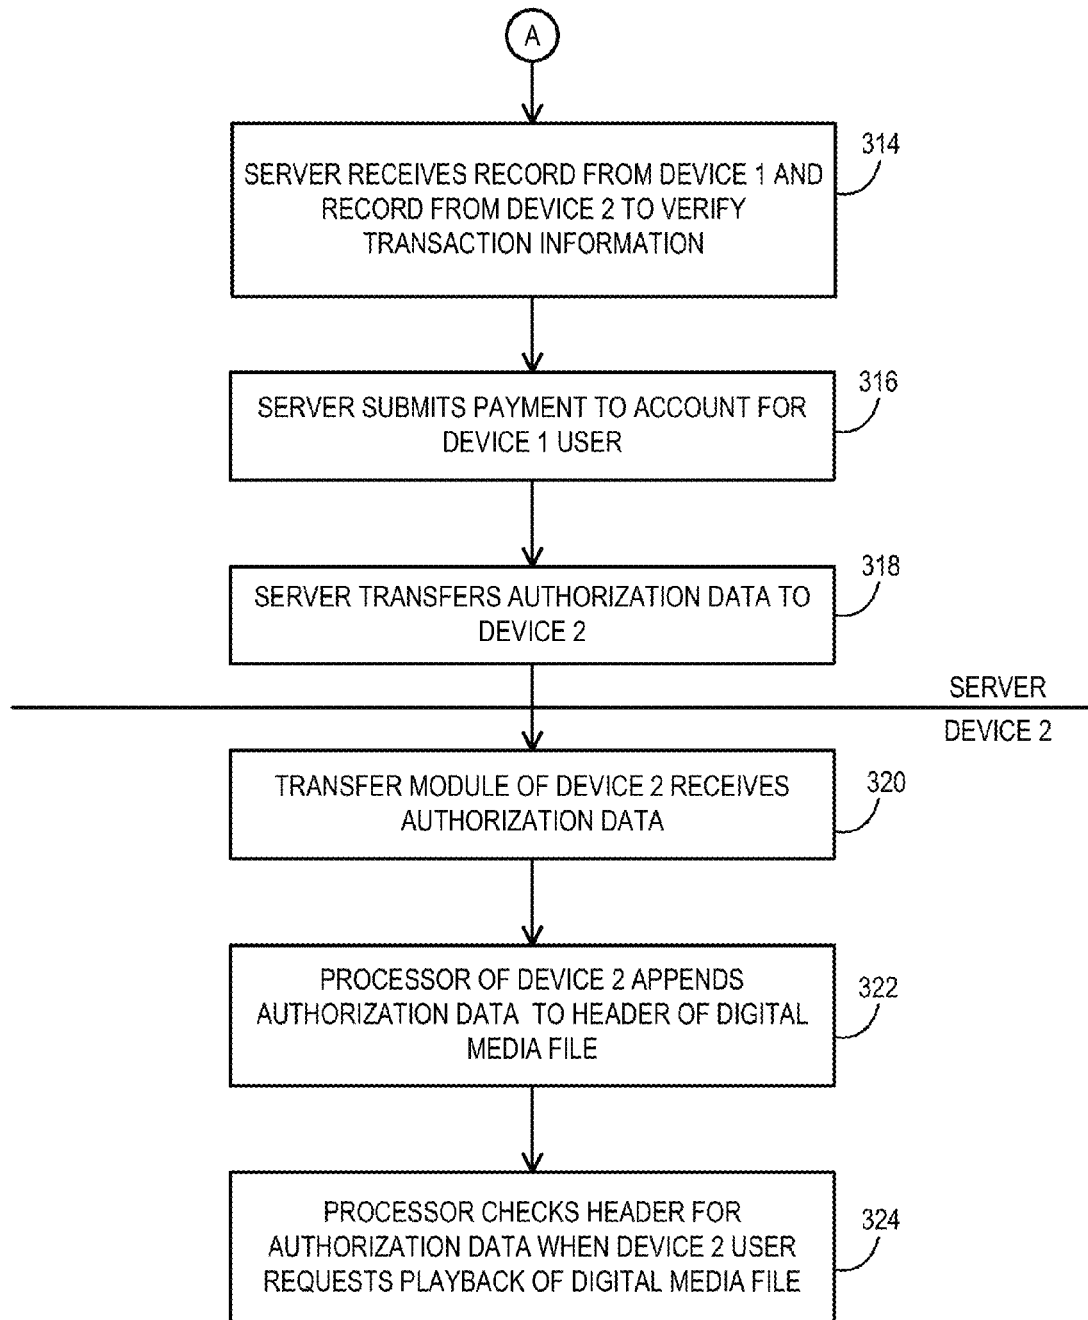 A
314
SERVER RECEIVES RECORD FROM DEVICE 1 AND
RECORD FROM DEVICE 2 TO VERIFY
TRANSACTION INFORMATION
316
SERVER SUBMITS PAYMENT TO ACCOUNT FOR
DEVICE 1 USER
318
SERVER TRANSFERS AUTHORIZATION DATA TO
DEVICE 2
SERVER
DEVICE 2
320
TRANSFER MODULE OF DEVICE 2 RECEIVES
AUTHORIZATION DATA
322
PROCESSOR OF DEVICE 2 APPENDS
AUTHORIZATION DATA TO HEADER OF DIGITAL
MEDIA FILE
324
PROCESSOR CHECKS HEADER FOR
AUTHORIZATION DATA WHEN DEVICE 2 USER
REQUESTS PLAYBACK OF DIGITAL MEDIA FILE